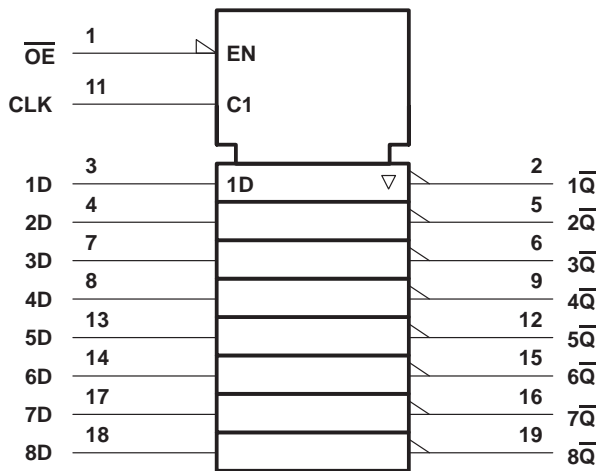 O̅E̅ 1 EN
CLK 11 C1
1D 3 1D ▽ 2 1Q̅
2D 4 5 2Q̅
3D 7 6 3Q̅
4D 8 9 4Q̅
5D 13 12 5Q̅
6D 14 15 6Q̅
7D 17 16 7Q̅
8D 18 19 8Q̅